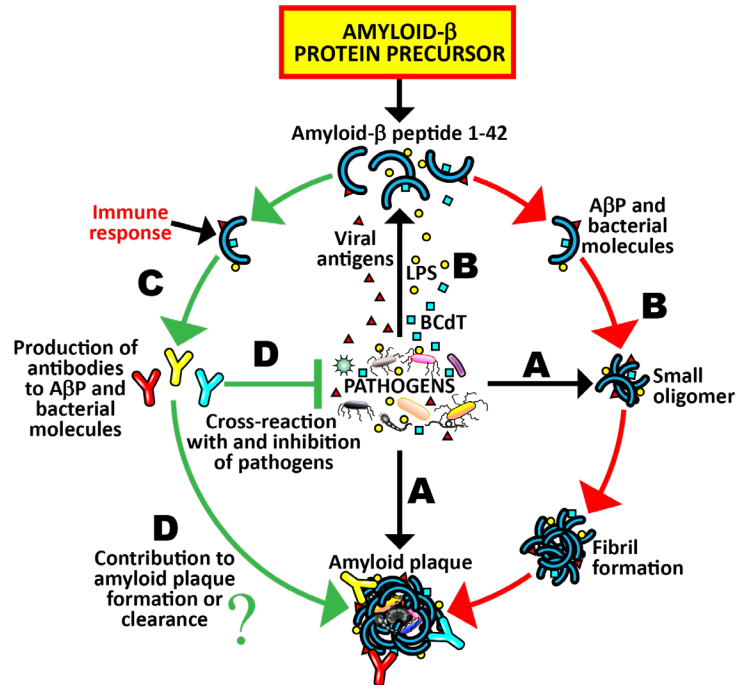 AMYLOID-β
PROTEIN PRECURSOR
Amyloid-β peptide 1-42
Immune
response
AβP and
bacterial
molecules
Viral
antigens
LPS
B
BCdT
C
B
Production of
antibodies
to AβP and
bacterial
molecules
D
PATHOGENS
A
Small
oligomer
Cross-reaction
with and inhibition
of pathogens
A
D
Contribution to
amyloid plaque
formation or
clearance
?
Amyloid plaque
Fibril
formation